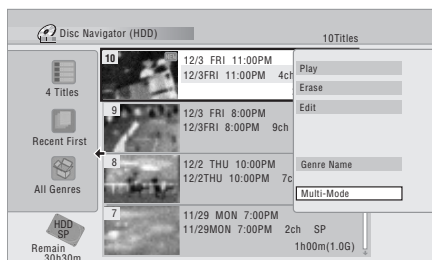 Disc Navigator (HDD)
10Titles
4 Titles
Recent First
All Genres
HDD
SP
Remain
30h30m
10
12/3 FRI 11:00PM
12/3FRI 11:00PM 4ch
9
12/3 FRI 8:00PM
12/3FRI 8:00PM 9ch
8
12/2 THU 10:00PM
12/2THU 10:00PM 7c
7
11/29 MON 7:00PM
11/29MON 7:00PM 2ch SP
1h00m(1.0G)
Play
Erase
Edit
Genre Name
Multi-Mode